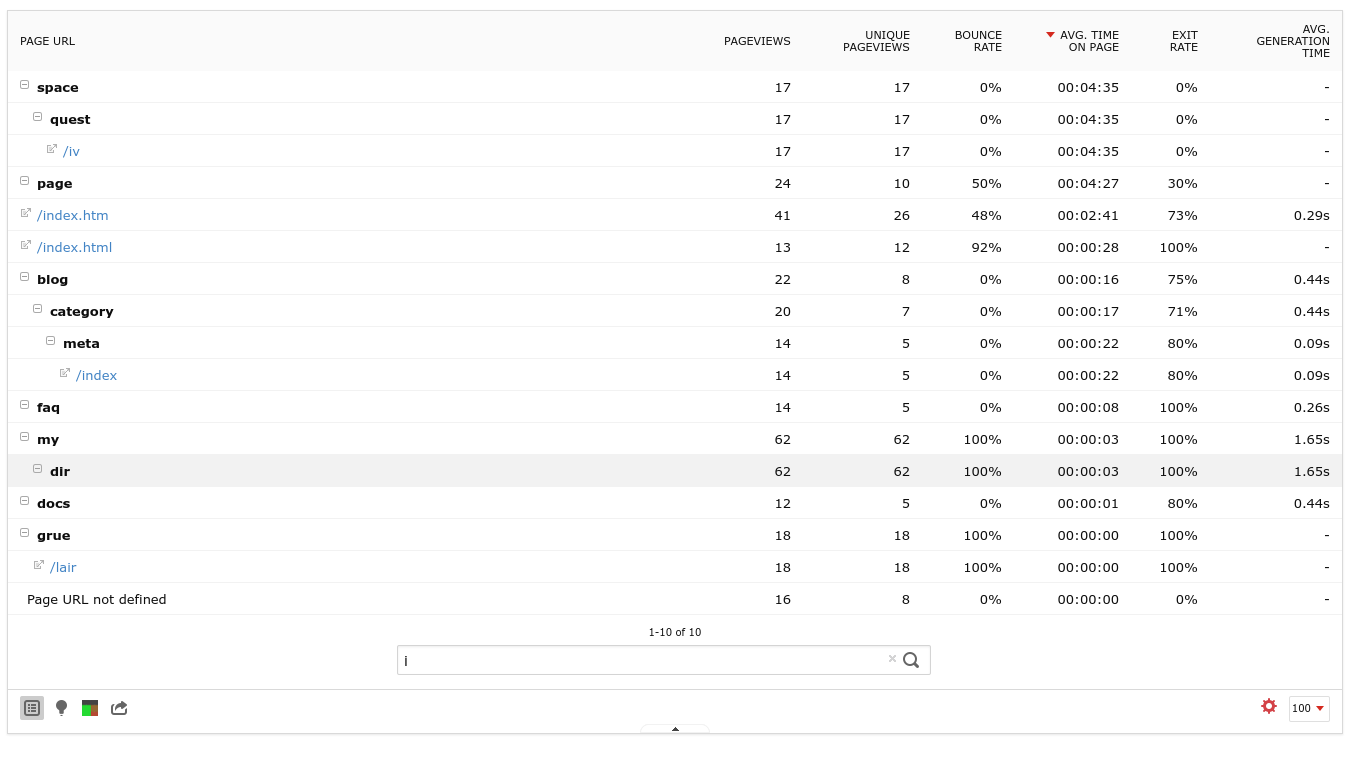 PAGE URL PAGEVIEWS UNIQUE PAGEVIEWS BOUNCE RATE AVG. TIME ON PAGE EXIT RATE AVG. GENERATION TIME
space 17 17 0% 00:04:35 0% -
quest 17 17 0% 00:04:35 0% -
/iv 17 17 0% 00:04:35 0% -
page 24 10 50% 00:04:27 30% -
/index.htm 41 26 48% 00:02:41 73% 0.29s
/index.html 13 12 92% 00:00:28 100% -
blog 22 8 0% 00:00:16 75% 0.44s
category 20 7 0% 00:00:17 71% 0.44s
meta 14 5 0% 00:00:22 80% 0.09s
/index 14 5 0% 00:00:22 80% 0.09s
faq 14 5 0% 00:00:08 100% 0.26s
my 62 62 100% 00:00:03 100% 1.65s
dir 62 62 100% 00:00:03 100% 1.65s
docs 12 5 0% 00:00:01 80% 0.44s
grue 18 18 100% 00:00:00 100% -
/lair 18 18 100% 00:00:00 100% -
Page URL not defined 16 8 0% 00:00:00 0% -
1-10 of 10
i
100